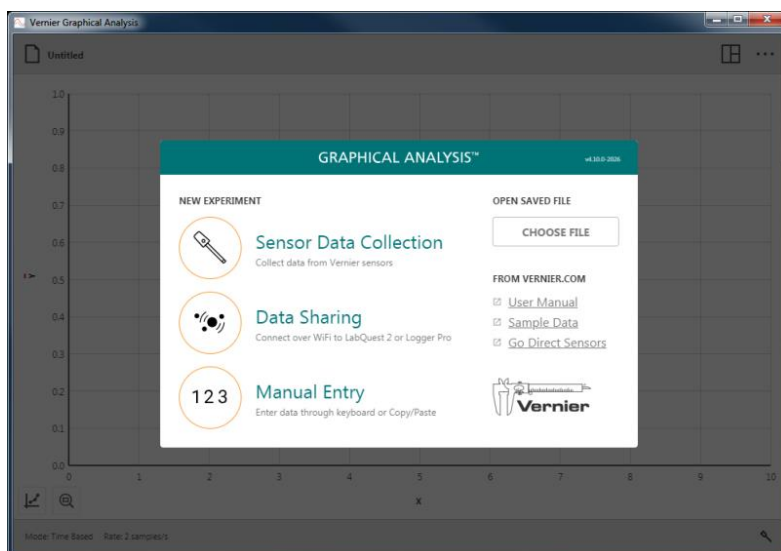 Vernier Graphical Analysis
Untitled
GRAPHICAL ANALYSIS™
v4.10.0-2026
NEW EXPERIMENT
Sensor Data Collection
Collect data from Vernier sensors
Data Sharing
Connect over WiFi to LabQuest 2 or Logger Pro
123
Manual Entry
Enter data through keyboard or Copy/Paste
OPEN SAVED FILE
CHOOSE FILE
FROM VERNIER.COM
User Manual
Sample Data
Go Direct Sensors
Vernier
1.0
0.9
0.8
0.7
0.6
0.5
0.4
0.3
0.2
0.1
0.0
Y
0 1 2 3 4 5 6 7 8 9 10
X
Mode: Time Based Rate: 2 samples/s